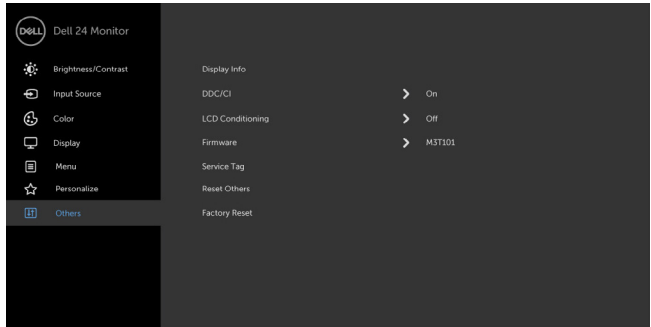 DELL Dell 24 Monitor
Brightness/Contrast Display Info
Input Source DDC/CI On
Color LCD Conditioning Off
Display Firmware M3T101
Menu Service Tag
Personalize Reset Others
Others Factory Reset